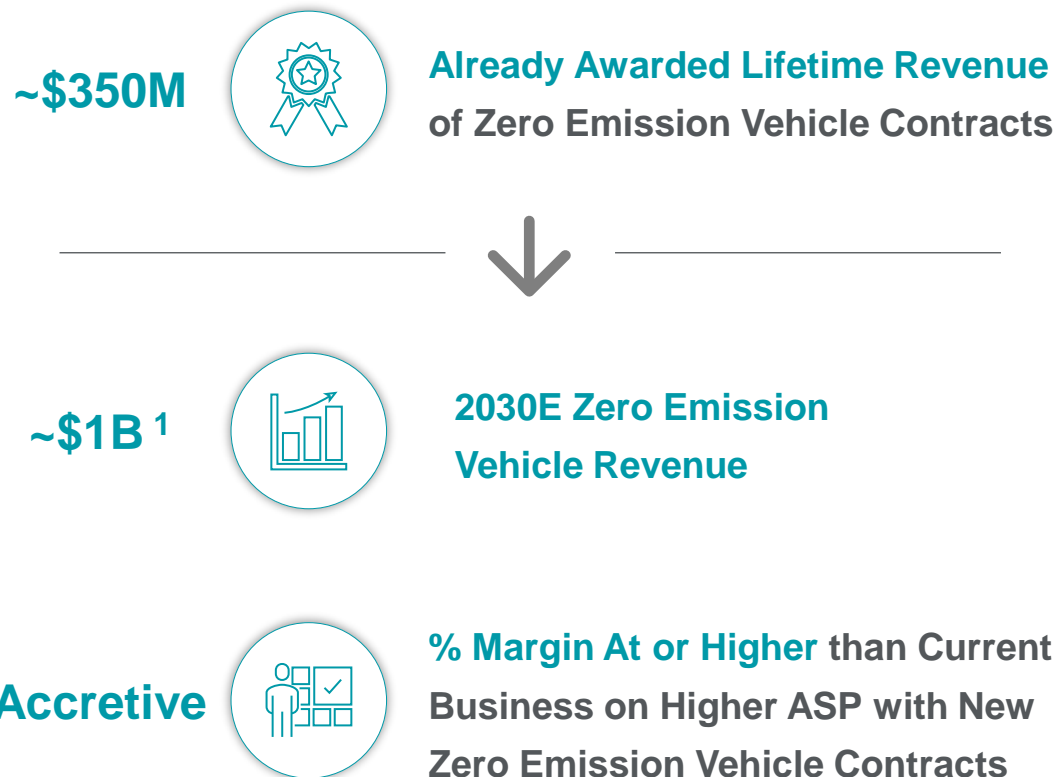 ~$350M
Already Awarded Lifetime Revenue
of Zero Emission Vehicle Contracts
~$1B 1
2030E Zero Emission
Vehicle Revenue
Accretive
% Margin At or Higher than Current
Business on Higher ASP with New
Zero Emission Vehicle Contracts